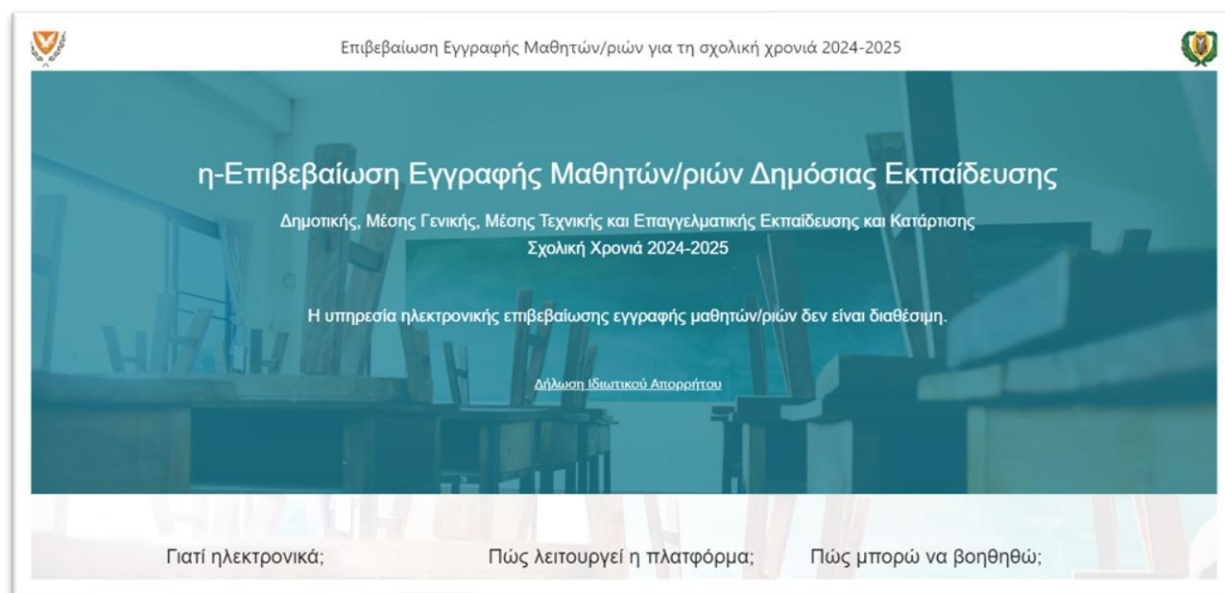 Επιβεβαίωση Εγγραφής Μαθητών/ριών για τη σχολική χρονιά 2024-2025
η-Επιβεβαίωση Εγγραφής Μαθητών/ριών Δημόσιας Εκπαίδευσης
Δημοτικής, Μέσης Γενικής, Μέσης Τεχνικής και Επαγγελματικής Εκπαίδευσης και Κατάρτισης
Σχολική Χρονιά 2024-2025
Η υπηρεσία ηλεκτρονικής επιβεβαίωσης εγγραφής μαθητών/ριών δεν είναι διαθέσιμη.
Δήλωση Ιδιωτικού Απορρήτου
Γιατί ηλεκτρονικά; Πώς λειτουργεί η πλατφόρμα; Πώς μπορώ να βοηθηθώ;